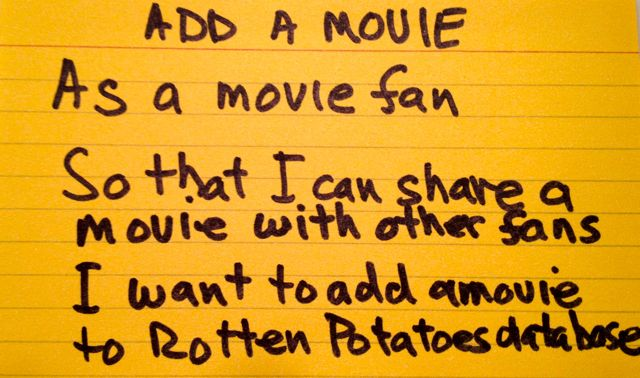 ADD A MOVIE
As a movie fan
So that I can share a
movie with other fans
I want to add a movie
to Rotten Potatoes database